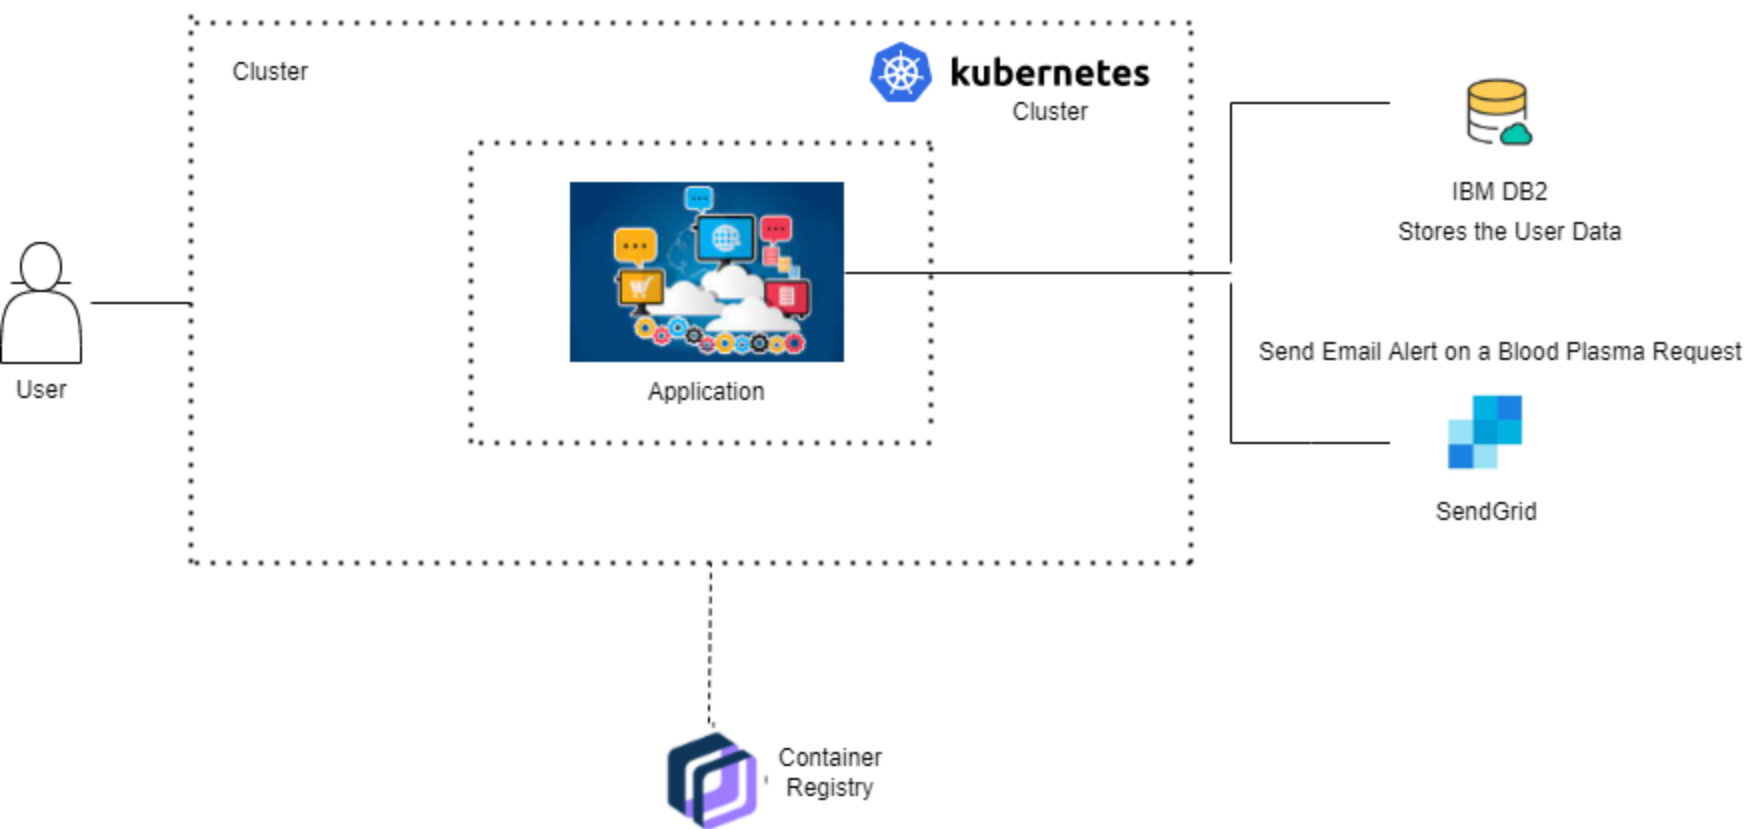 Cluster
kubernetes
Cluster
IBM DB2
Stores the User Data
Send Email Alert on a Blood Plasma Request
User
Application
SendGrid
Container
Registry